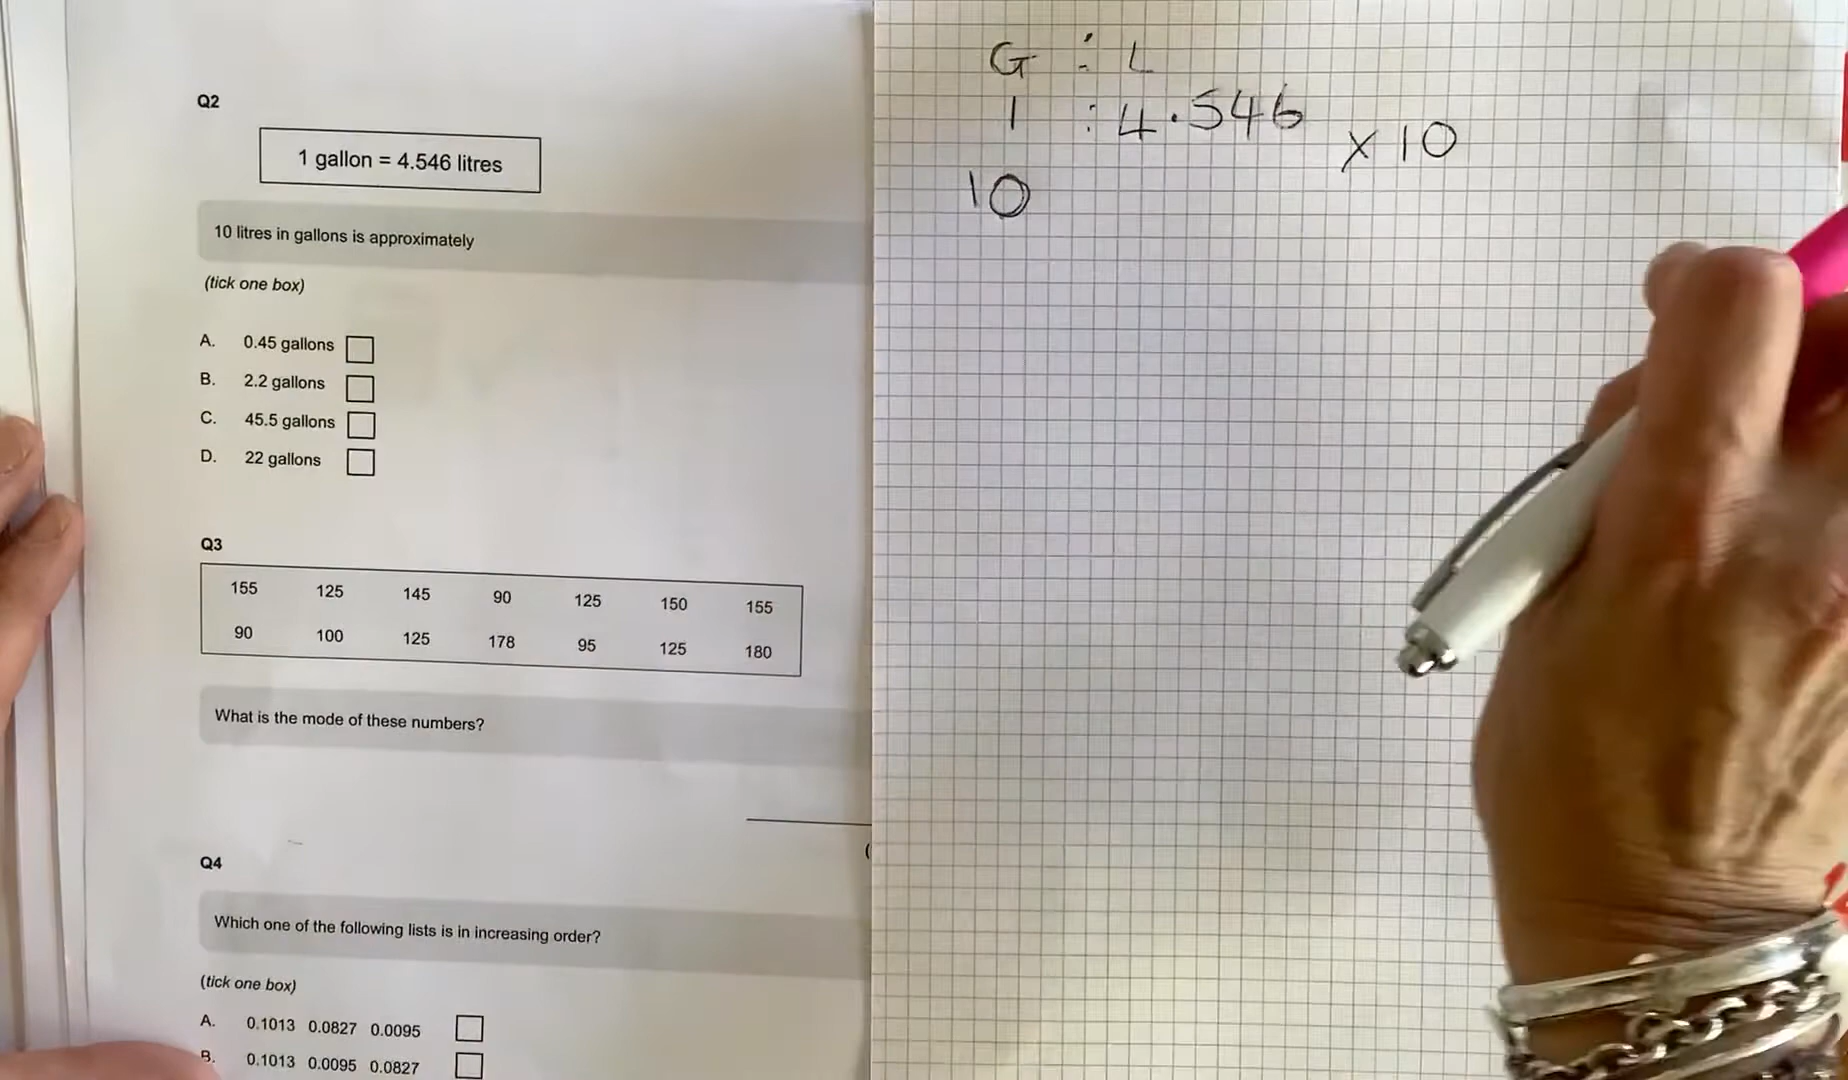 Q2
1 gallon = 4.546 litres
10 litres in gallons is approximately
(tick one box)
A. 0.45 gallons
B. 2.2 gallons
C. 45.5 gallons
D. 22 gallons
Q3
155 125 145 90 125 150 155
90 100 125 178 95 125 180
What is the mode of these numbers?
(
Q4
Which one of the following lists is in increasing order?
(tick one box)
A. 0.1013 0.0827 0.0095
B. 0.1013 0.0095 0.0827
G : L
1 : 4.546
x 10
10